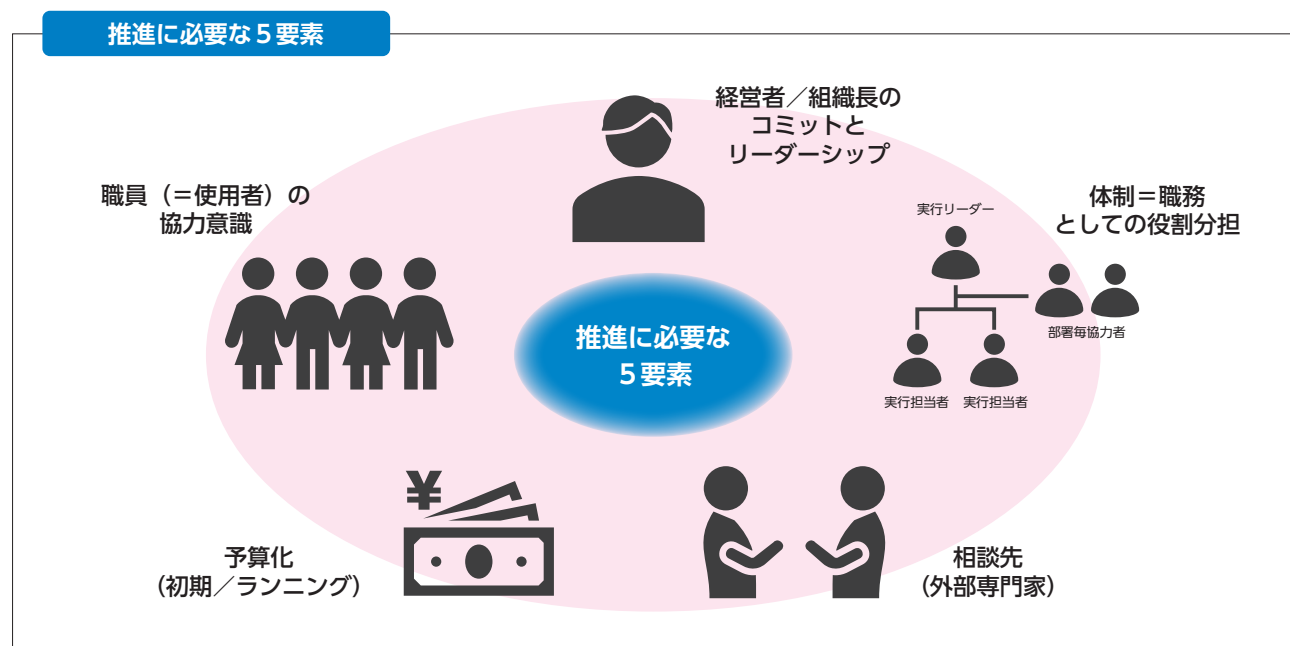 推進に必要な５要素
経営者／組織長の
コミットと
リーダーシップ
職員（＝使用者）の
協力意識
体制＝職務
としての役割分担
実行リーダー
部署毎協力者
実行担当者
実行担当者
推進に必要な
５要素
¥
予算化
（初期／ランニング）
相談先
（外部専門家）